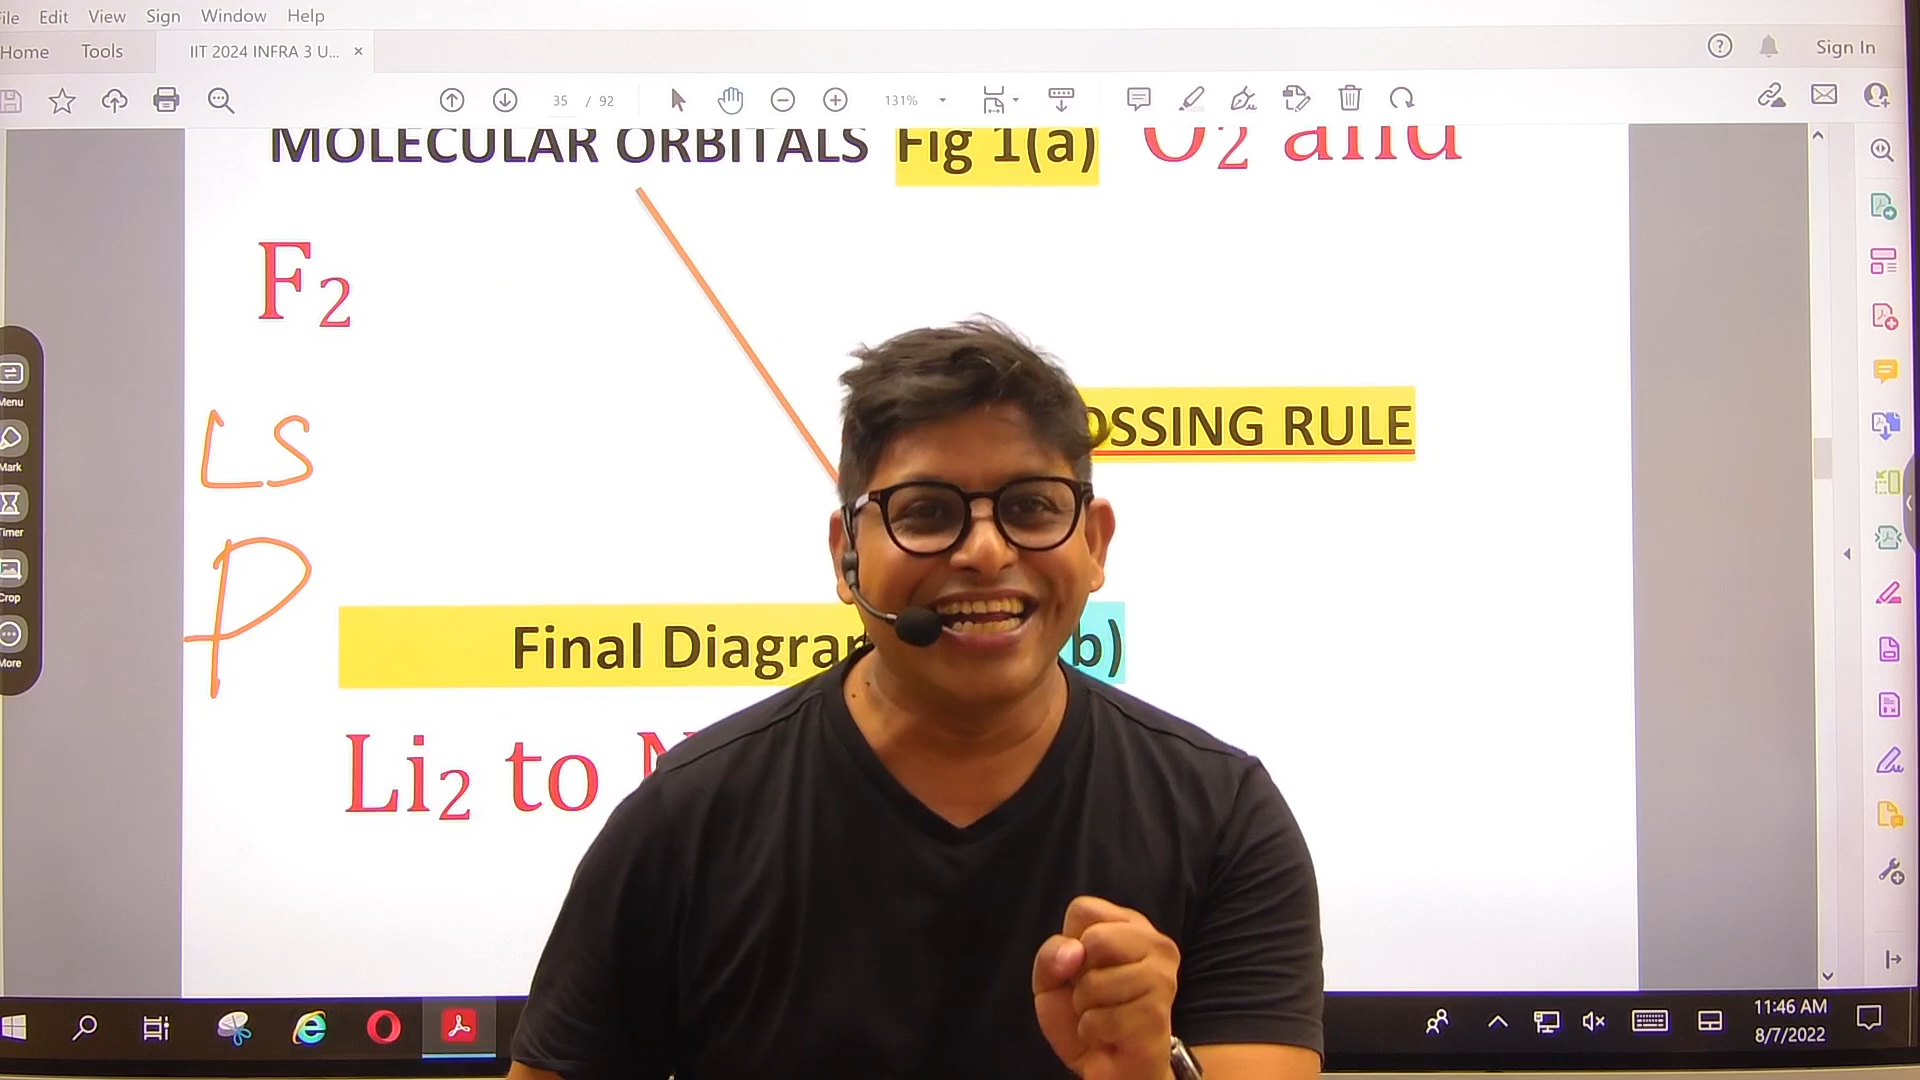 File Edit View Sign Window Help
Home Tools IIT 2024 INFRA 3 U... × Sign In
35 / 92 131%
MOLECULAR ORBITALS Fig 1(a) O2 and
F2
Menu
LS
OSSING RULE
Mark
Timer
P
Crop
Final Diagra b)
More
Li2 to N
11:46 AM
8/7/2022